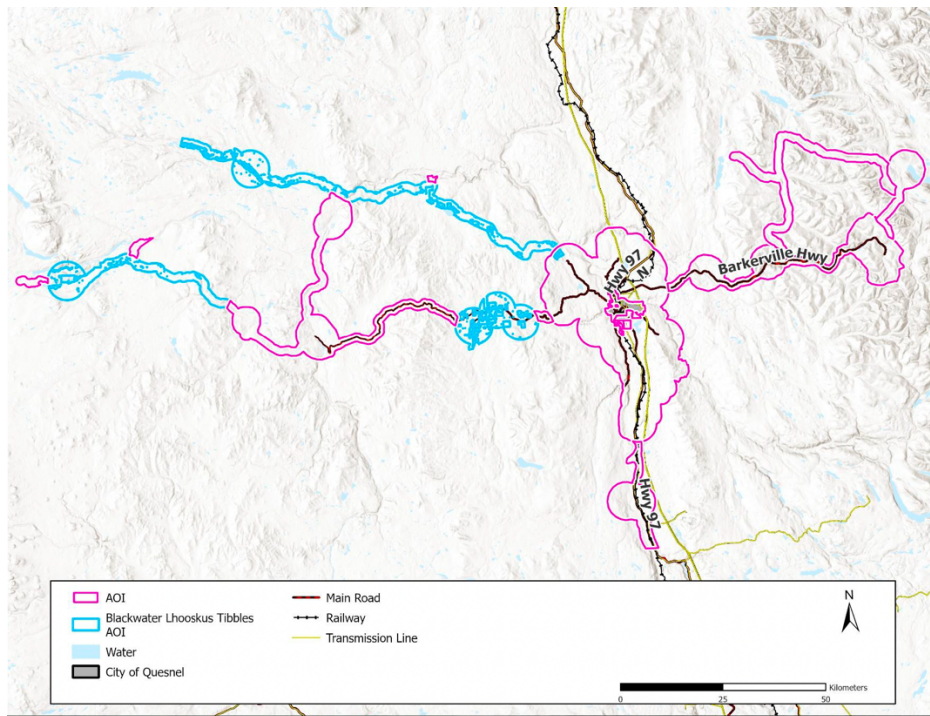 Hwy 97
N
Barkerville Hwy
Hwy 97
AOI
Blackwater Lhooskus Tibbles
AOI
Water
City of Quesnel
Main Road
Railway
Transmission Line
N
Kilometers
0 25 50